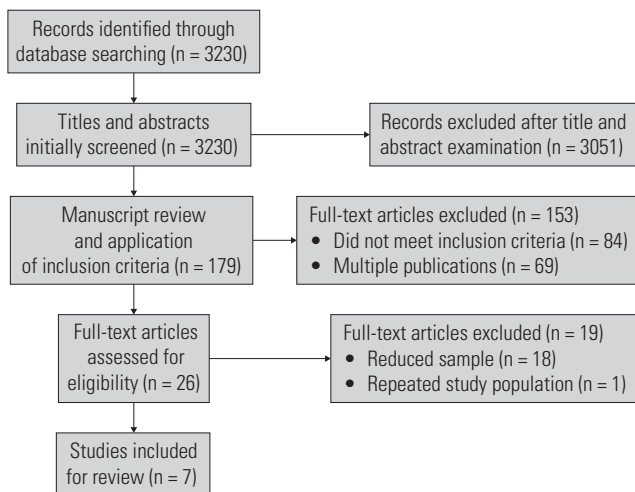 Records identified through
database searching (n = 3230)
Titles and abstracts
initially screened (n = 3230)
Records excluded after title and
abstract examination (n = 3051)
Manuscript review
and application
of inclusion criteria (n = 179)
Full-text articles excluded (n = 153)
• Did not meet inclusion criteria (n = 84)
• Multiple publications (n = 69)
Full-text articles
assessed for
eligibility (n = 26)
Full-text articles excluded (n = 19)
• Reduced sample (n = 18)
• Repeated study population (n = 1)
Studies included
for review (n = 7)